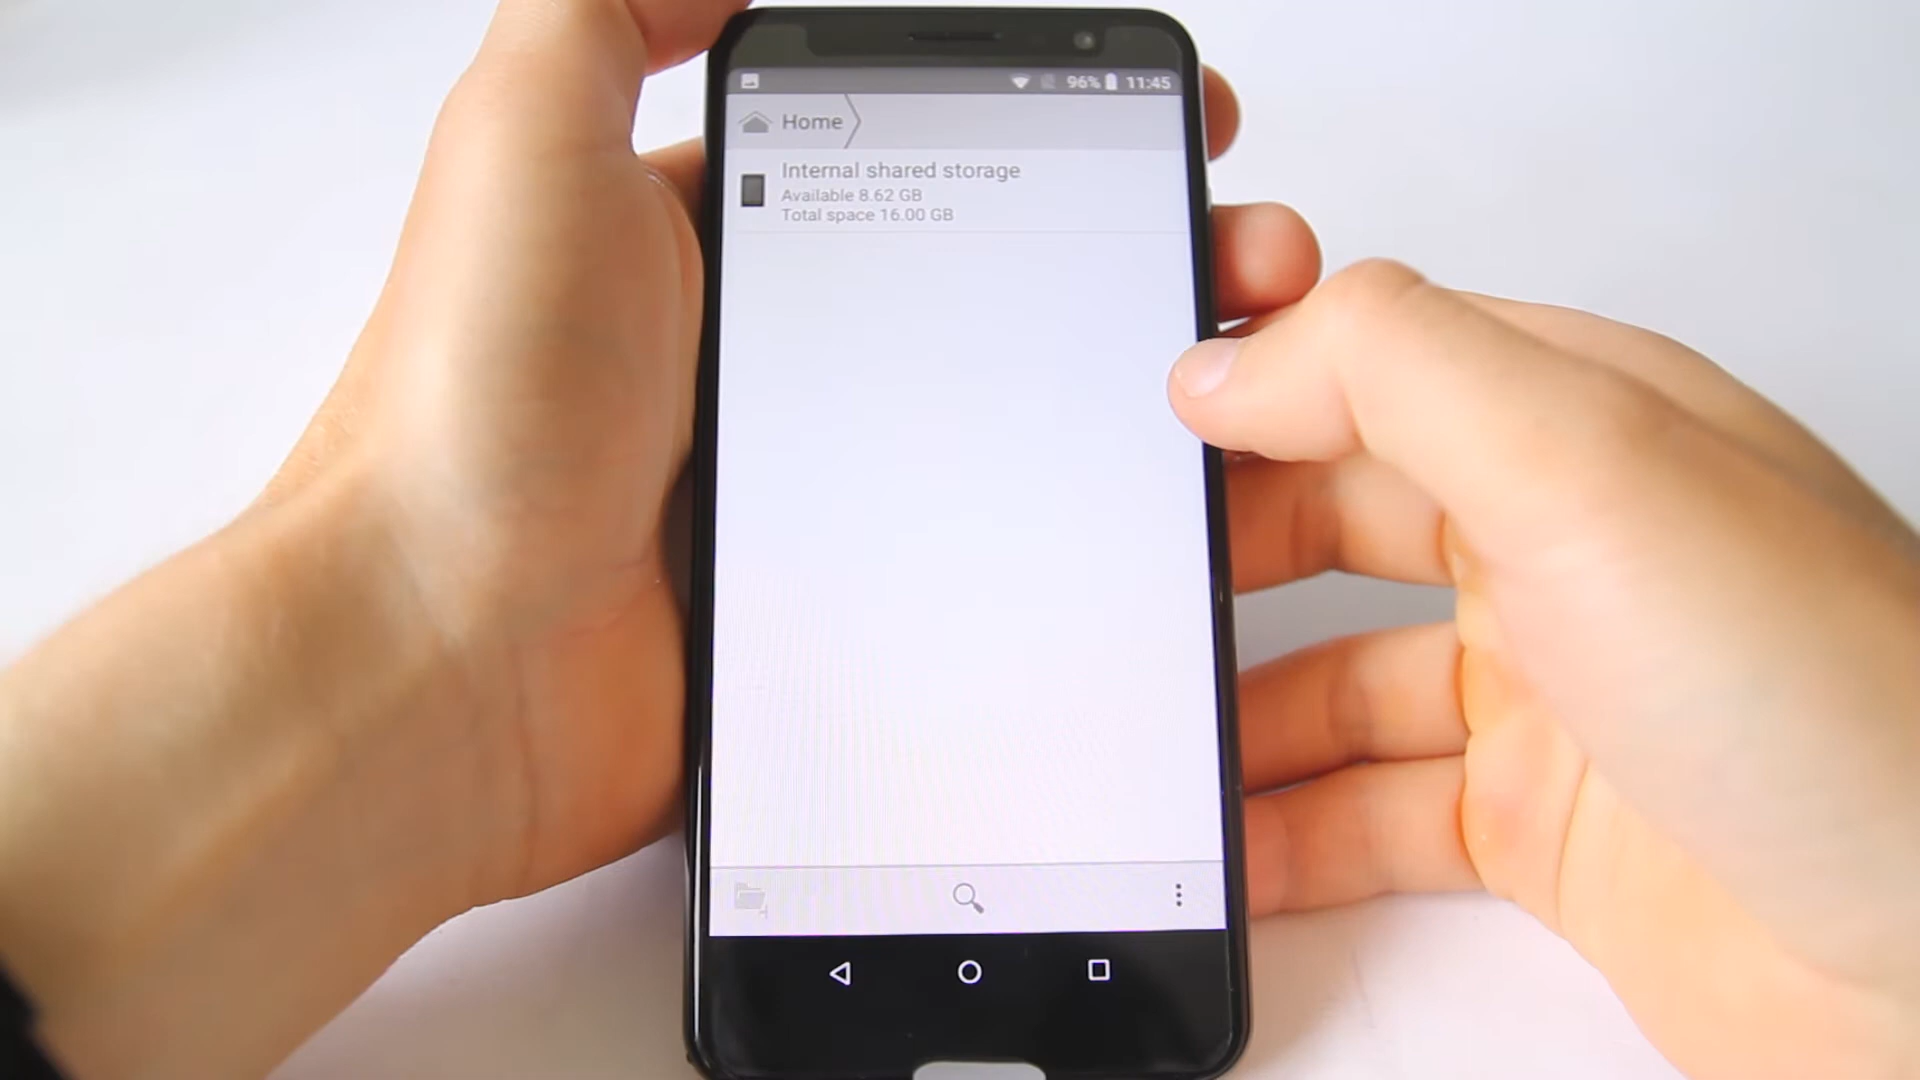 96% 11:45
Home
Internal shared storage
Available 8.62 GB
Total space 16.00 GB